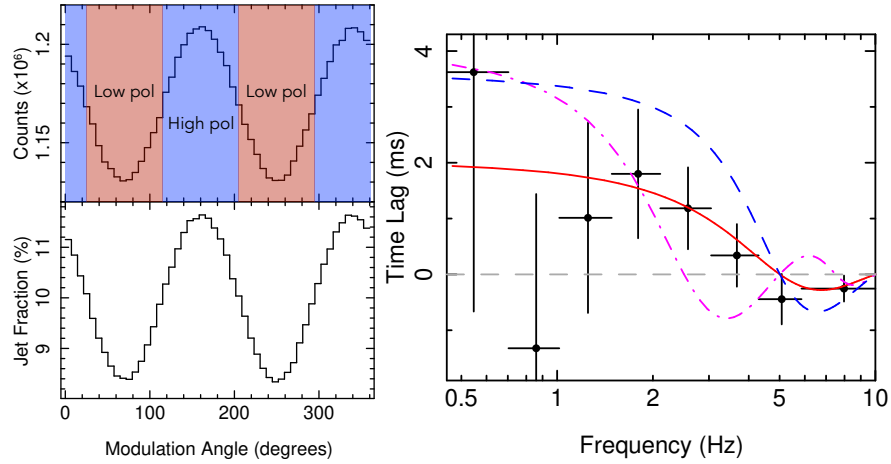 Counts (x10⁶)
1.2
1.15
Low pol
Low pol
High pol
Jet Fraction (%)
11
10
9
0
100
200
300
Modulation Angle (degrees)
Time Lag (ms)
4
2
0
0.5
1
2
5
10
Frequency (Hz)